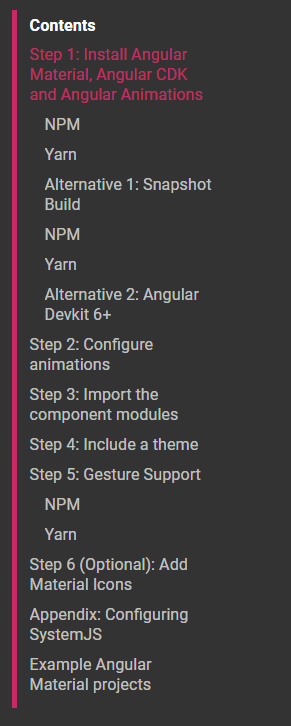 Contents
Step 1: Install Angular
Material, Angular CDK
and Angular Animations
NPM
Yarn
Alternative 1: Snapshot
Build
NPM
Yarn
Alternative 2: Angular
Devkit 6+
Step 2: Configure
animations
Step 3: Import the
component modules
Step 4: Include a theme
Step 5: Gesture Support
NPM
Yarn
Step 6 (Optional): Add
Material Icons
Appendix: Configuring
SystemJS
Example Angular
Material projects